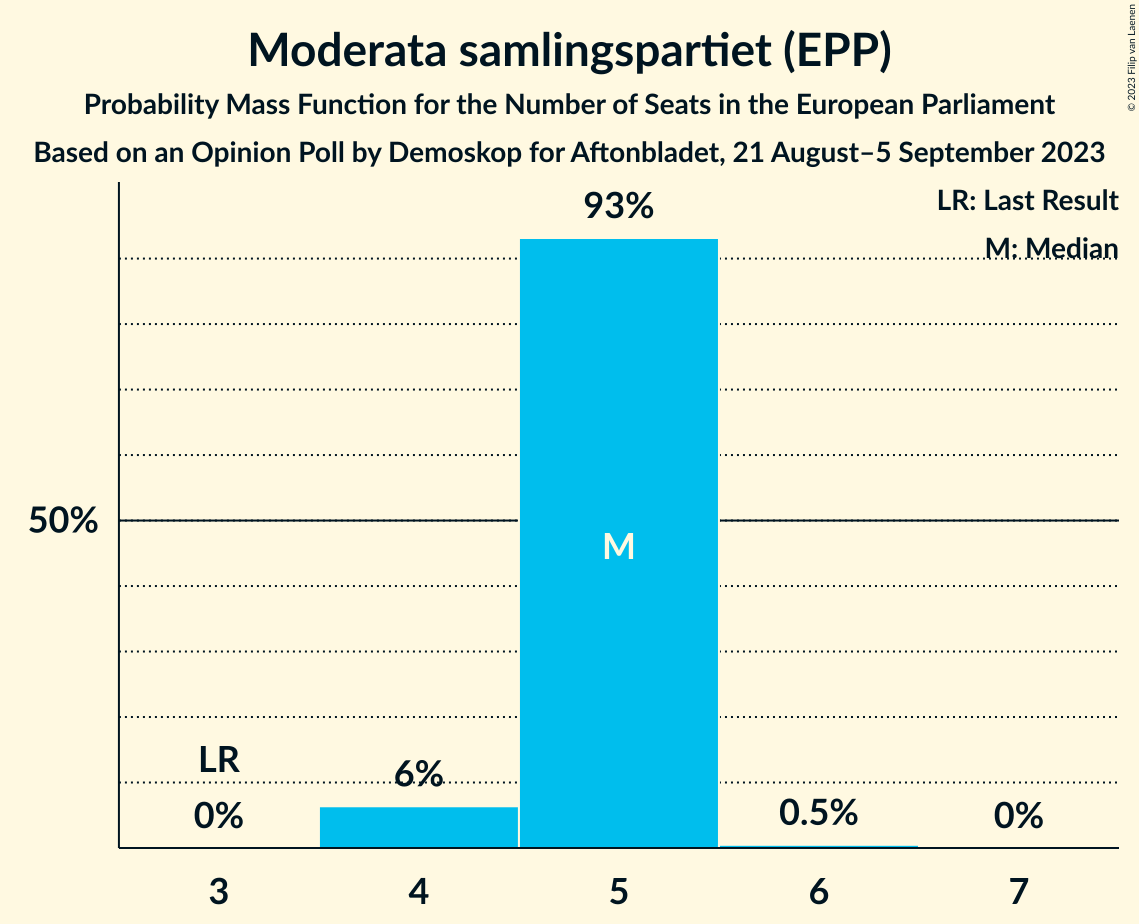 Moderata samlingspartiet (EPP)
Probability Mass Function for the Number of Seats in the European Parliament
Based on an Opinion Poll by Demoskop for Aftonbladet, 21 August–5 September 2023
© 2023 Filip van Laenen
LR: Last Result
M: Median
93%
50%
M
LR
6%
0%
0.5%
0%
3 4 5 6 7